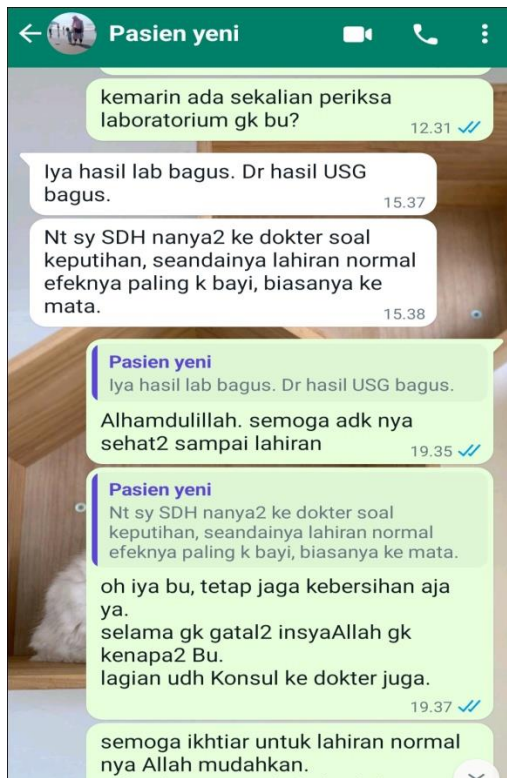 Pasien yeni
kemarin ada sekalian periksa
laboratorium gk bu?
12.31
Iya hasil lab bagus. Dr hasil USG
bagus.
15.37
Nt sy SDH nanya2 ke dokter soal
keputihan, seandainya lahiran normal
efeknya paling k bayi, biasanya ke
mata.
15.38
Pasien yeni
Iya hasil lab bagus. Dr hasil USG bagus.
Alhamdulillah. semoga adk nya
sehat2 sampai lahiran
19.35
Pasien yeni
Nt sy SDH nanya2 ke dokter soal
keputihan, seandainya lahiran normal
efeknya paling k bayi, biasanya ke mata.
oh iya bu, tetap jaga kebersihan aja
ya.
selama gk gatal2 insyaAllah gk
kenapa2 Bu.
lagian udh Konsul ke dokter juga.
19.37
semoga ikhtiar untuk lahiran normal
nya Allah mudahkan.